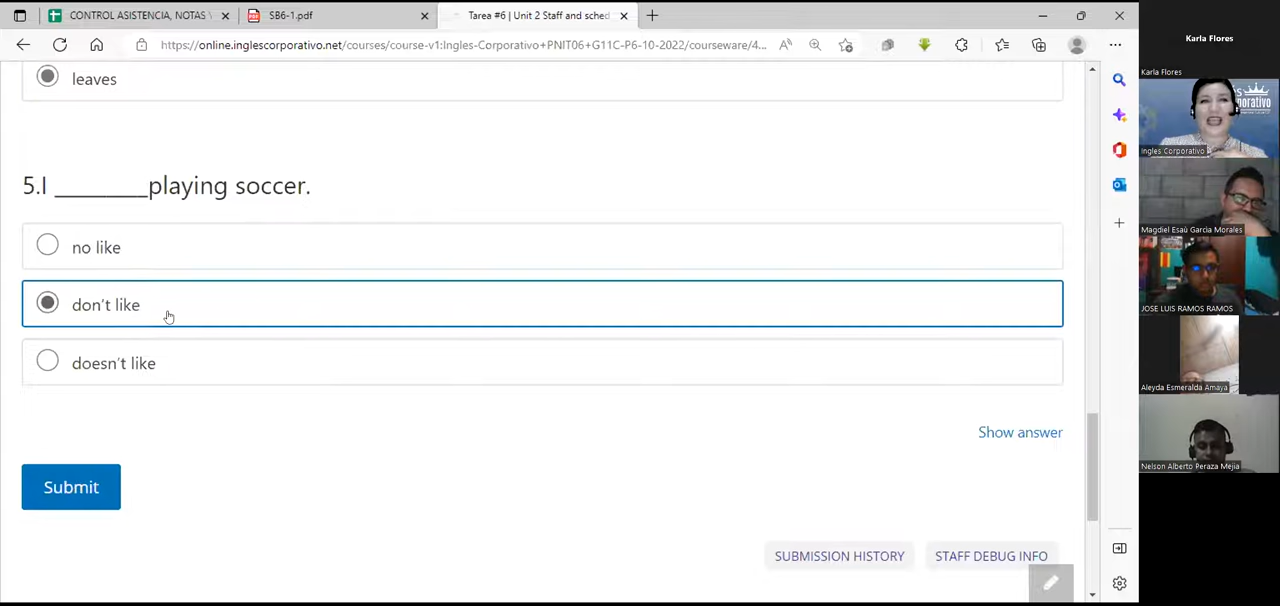 CONTROL ASISTENCIA, NOTAS
SB6-1.pdf
Tarea #6 | Unit 2 Staff and sched
https://online.inglescorporativo.net/courses/course-v1:Ingles-Corporativo+PNIT06+G11C-P6-10-2022/courseware/4...
leaves
5.I ________playing soccer.
no like
don't like
doesn't like
Show answer
Submit
SUBMISSION HISTORY
STAFF DEBUG INFO
Karla Flores
Karla Flores
Ingles Corporativo
Magdiel Esaú Garcia Morales
JOSE LUIS RAMOS RAMOS
Aleyda Esmeralda Amaya
Nelson Alberto Peraza Mejia